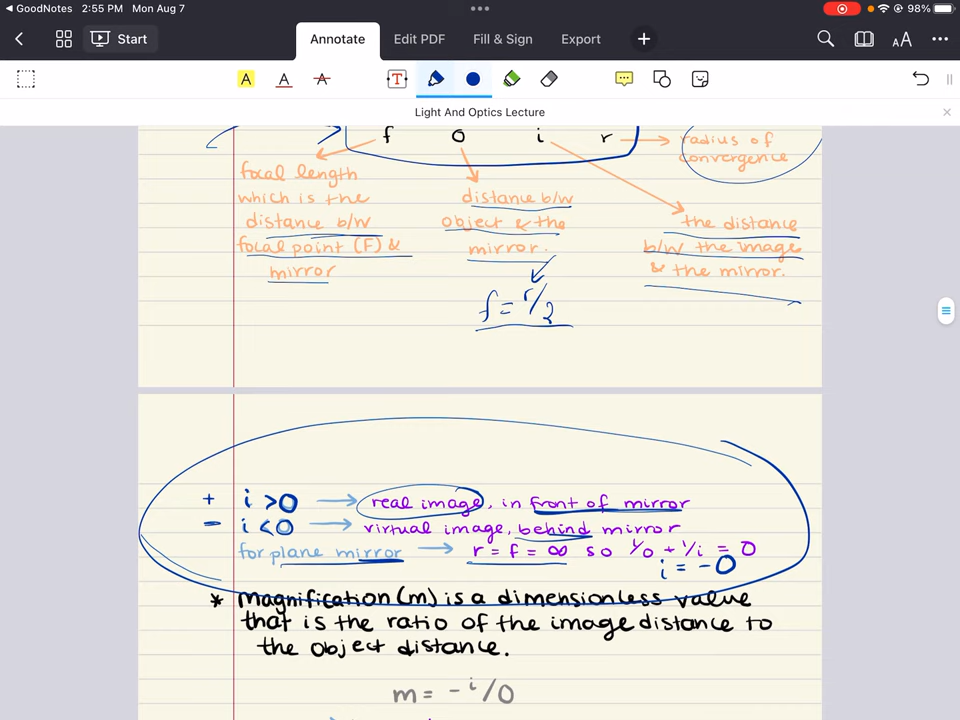 GoodNotes 2:55 PM Mon Aug 7 98%
Start Annotate Edit PDF Fill & Sign Export
A A A T AA
Light And Optics Lecture
f o i r radius of
convergence
focal length
which is the
distance b/w
focal point (F) &
mirror
distance b/w
object & the
mirror.
the distance
b/w the image
& the mirror.
f = r/2
+ i >0 real image, in front of mirror
- i <0 virtual image, behind mirror
for plane mirror r = f = ∞ so 1/o + 1/i = 0
i = -o
* Magnification (m) is a dimensionless value
that is the ratio of the image distance to
the object distance.
m = - i/o